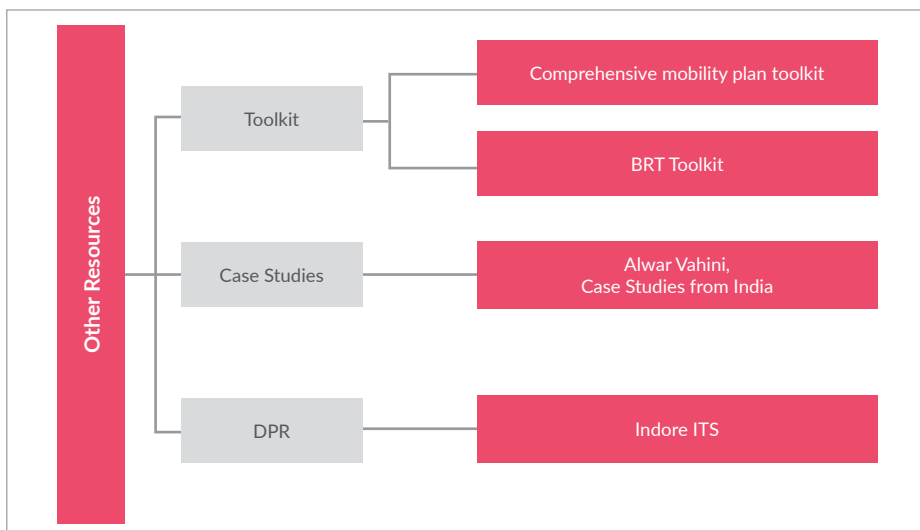 Other Resources
Toolkit
Comprehensive mobility plan toolkit
BRT Toolkit
Case Studies
Alwar Vahini,
Case Studies from India
DPR
Indore ITS